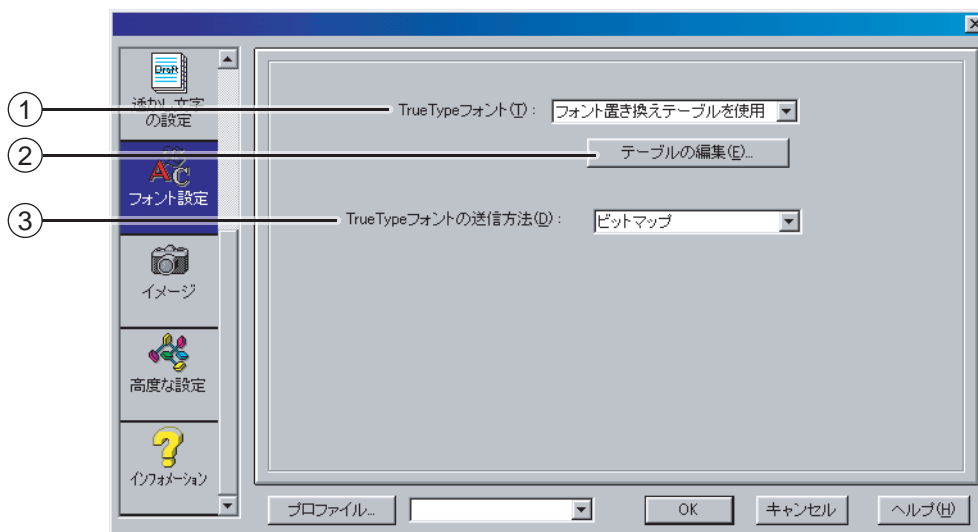 Draft
透かし文字
の設定
フォント設定
イメージ
高度な設定
インフォメーション
① TrueTypeフォント(T): フォント置き換えテーブルを使用
② テーブルの編集(E)...
③ TrueTypeフォントの送信方法(D): ビットマップ
プロファイル... OK キャンセル ヘルプ(H)